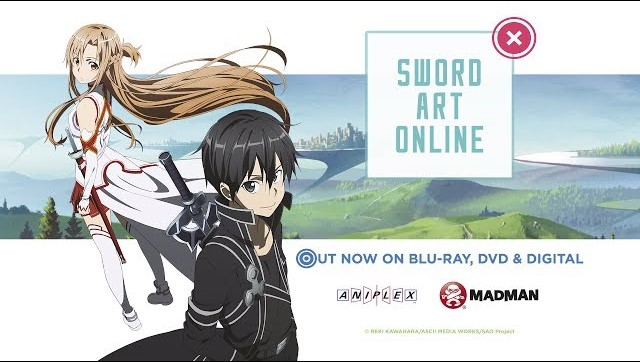 SWORD
ART
ONLINE
OUT NOW ON BLU-RAY, DVD & DIGITAL
ANIPLEX MADMAN
© REKI KAWAHARA/ASCII MEDIA WORKS/SAO Project